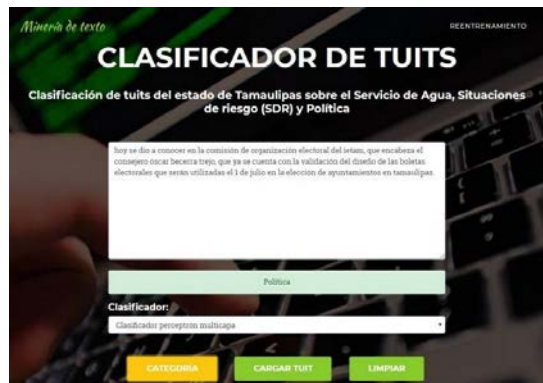 Minería de texto
REENTRENAMIENTO
CLASIFICADOR DE TUITS
Clasificación de tuits del estado de Tamaulipas sobre el Servicio de Agua, Situaciones
de riesgo (SDR) y Política
hoy se dio a conocer en la comisión de organización electoral del ietam, que encabeza el
consejero óscar becerra trejo, que ya se cuenta con la validación del diseño de las boletas
electorales que serán utilizadas el 1 de julio en la elección de ayuntamientos en tamaulipas.
Política
Clasificador:
Clasificador perceptrón multicapa
CATEGORÍA
CARGAR TUIT
LIMPIAR